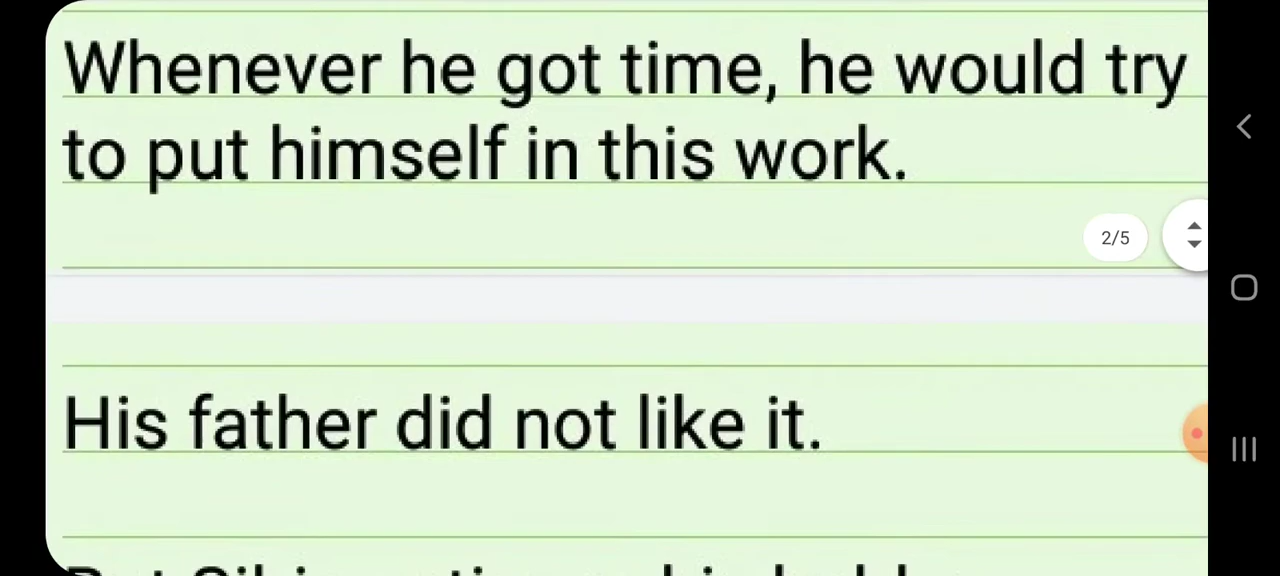 Whenever he got time, he would try
to put himself in this work.
2/5
His father did not like it.